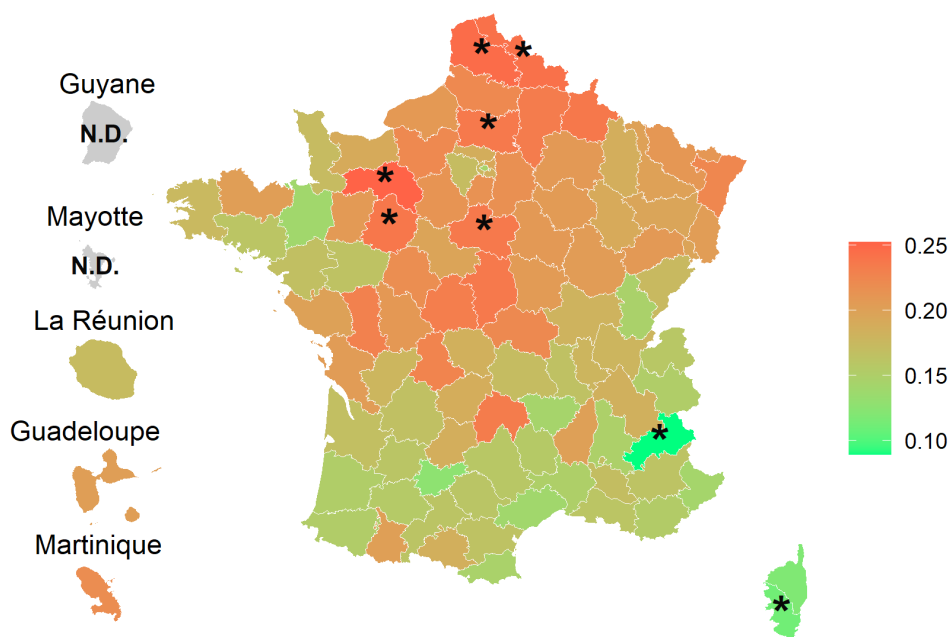 Guyane
N.D.
Mayotte
N.D.
La Réunion
Guadeloupe
Martinique
* * * * * * * *
0.25
0.20
0.15
0.10